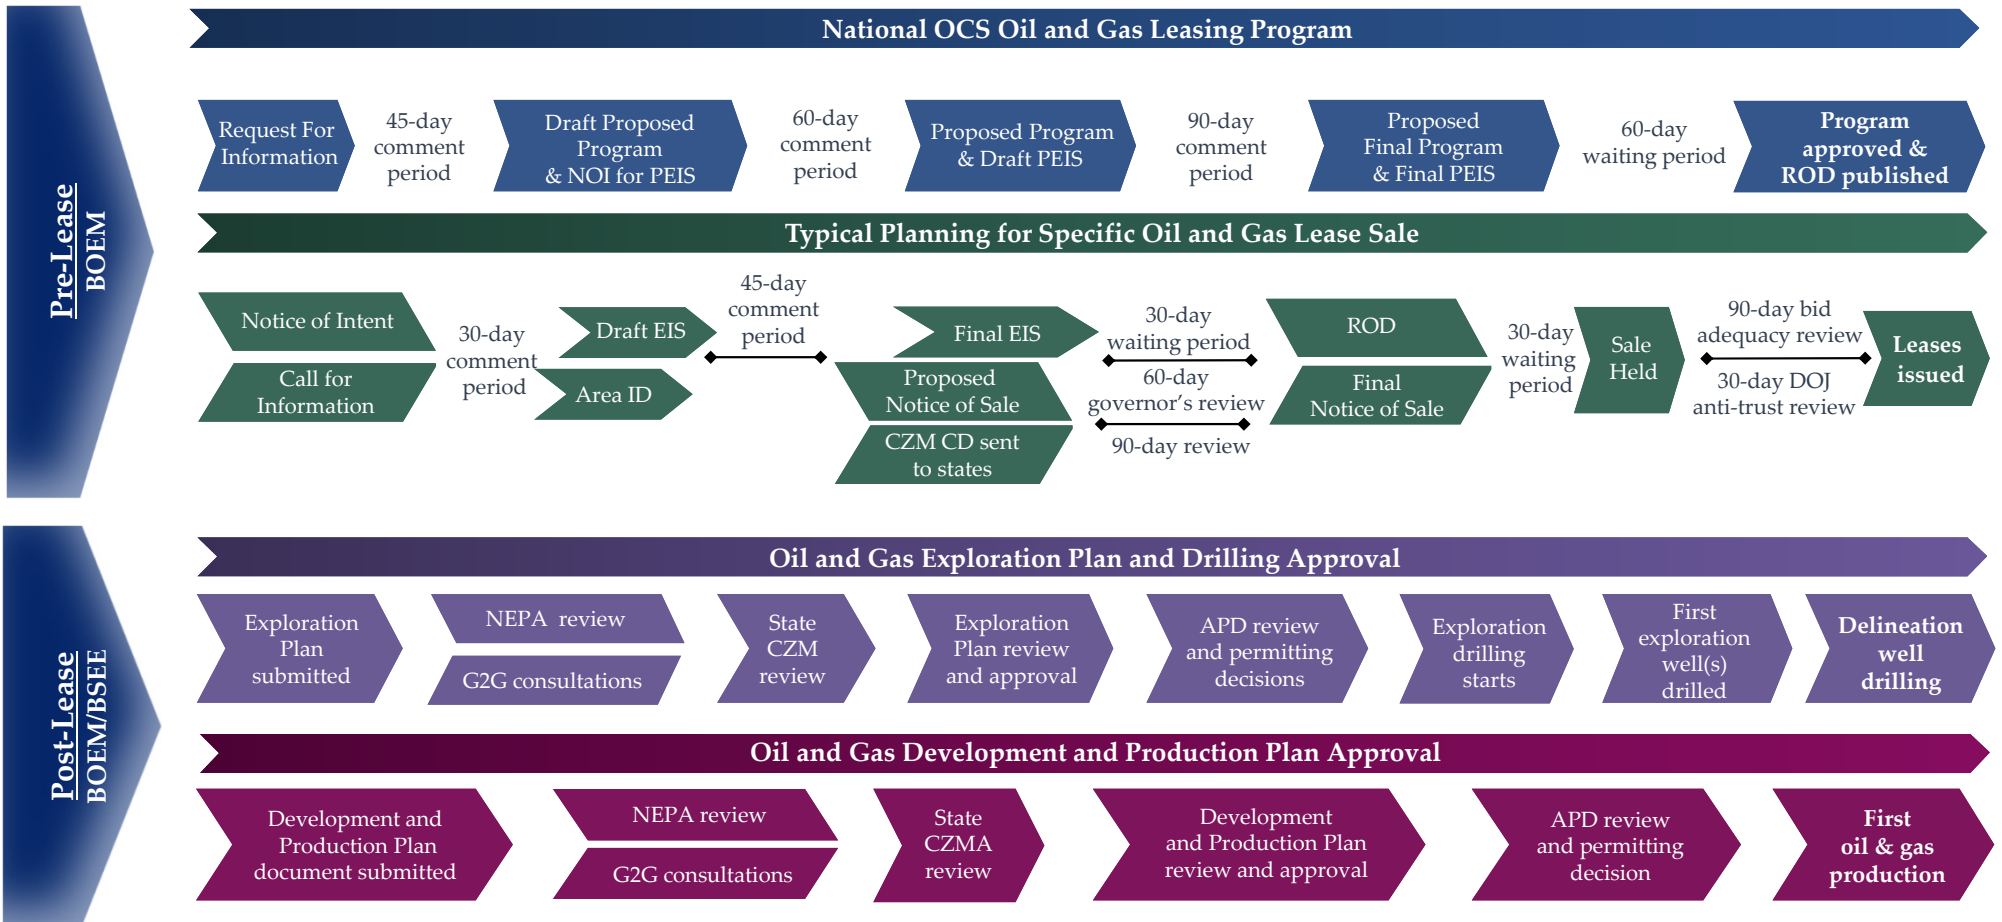 Pre-Lease
BOEM
National OCS Oil and Gas Leasing Program
Request For
Information
45-day
comment
period
Draft Proposed
Program
& NOI for PEIS
60-day
comment
period
Proposed Program
& Draft PEIS
90-day
comment
period
Proposed
Final Program
& Final PEIS
60-day
waiting period
Program
approved &
ROD published
Typical Planning for Specific Oil and Gas Lease Sale
Notice of Intent
Call for
Information
30-day
comment
period
Draft EIS
Area ID
45-day
comment
period
Final EIS
Proposed
Notice of Sale
CZM CD sent
to states
30-day
waiting period
60-day
governor's review
90-day review
ROD
Final
Notice of Sale
30-day
waiting
period
Sale
Held
90-day bid
adequacy review
30-day DOJ
anti-trust review
Leases
issued
Post-Lease
BOEM/BSEE
Oil and Gas Exploration Plan and Drilling Approval
Exploration
Plan
submitted
NEPA review
G2G consultations
State
CZM
review
Exploration
Plan review
and approval
APD review
and permitting
decisions
Exploration
drilling
starts
First
exploration
well(s)
drilled
Delineation
well
drilling
Oil and Gas Development and Production Plan Approval
Development and
Production Plan
document submitted
NEPA review
G2G consultations
State
CZMA
review
Development
and Production Plan
review and approval
APD review
and permitting
decision
First
oil & gas
production